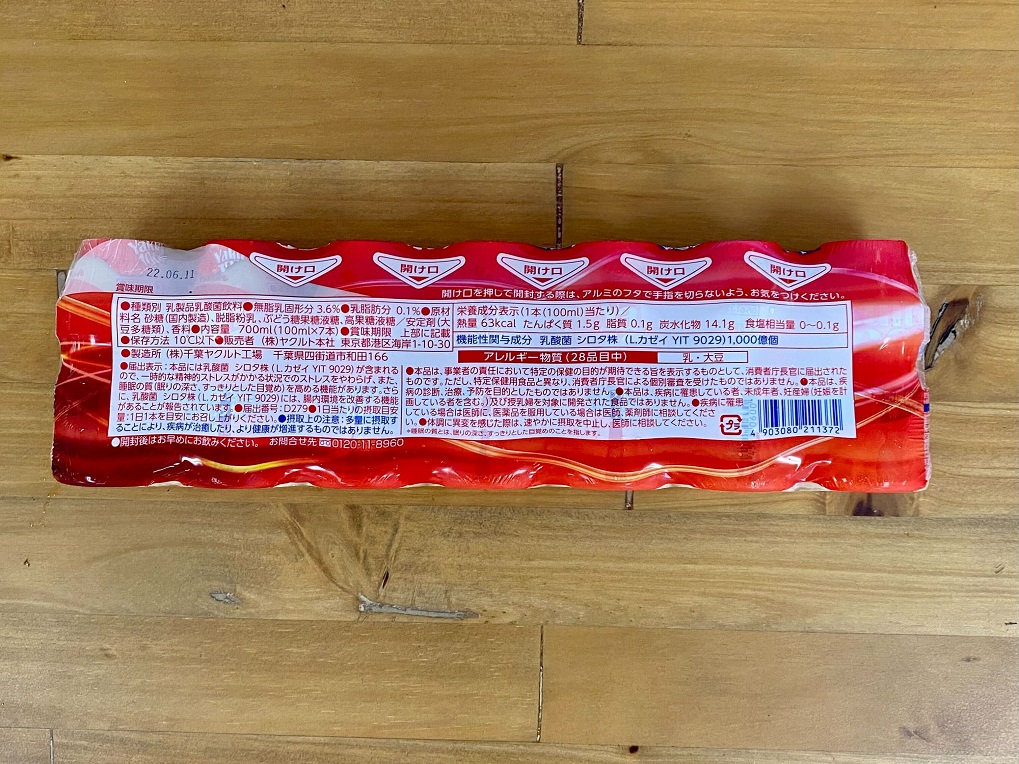 22.06.11
賞味期限
開け口
開け口
開け口
開け口
開け口
開け口を押して開封する際は、アルミのフタで手指を切らないよう、お気をつけください。
●種類別 乳製品乳酸菌飲料●無脂乳固形分 3.6%●乳脂肪分 0.1%●原材
料名 砂糖(国内製造)、脱脂粉乳、ぶどう糖果糖液糖、高果糖液糖/安定剤(大
豆多糖類)、香料●内容量 700ml(100ml×7本)●賞味期限 上部に記載
●保存方法 10℃以下●販売者 (株)ヤクルト本社 東京都港区海岸1-10-30
●製造所 (株)千葉ヤクルト工場 千葉県四街道市和田166
●届出表示:本品には乳酸菌 シロタ株(L.カゼイ YIT 9029)が含まれる
ので、一時的な精神的ストレスがかかる状況でのストレスをやわらげ、また、
睡眠の質(眠りの深さ、すっきりとした目覚め)を高める機能があります。さら
に、乳酸菌 シロタ株(L.カゼイ YIT 9029)には、腸内環境を改善する機能
があることが報告されています。●届出番号:D279●1日当たりの摂取目安
量:1日1本を目安にお召し上がりください。●摂取上の注意:多量に摂取す
ることにより、疾病が治癒したり、より健康が増進するものではありません。
●開封後はお早めにお飲みください。 お問合せ先 0120-11-8960
栄養成分表示(1本(100ml)当たり)/
熱量 63kcal たんぱく質 1.5g 脂質 0.1g 炭水化物 14.1g 食塩相当量 0~0.1g
機能性関与成分 乳酸菌 シロタ株 (L.カゼイ YIT 9029)1,000億個
アレルギー物質(28品目中) 乳・大豆
●本品は、事業者の責任において特定の保健の目的が期待できる旨を表示するものとして、消費者庁長官に届出された
ものです。ただし、特定保健用食品と異なり、消費者庁長官による個別審査を受けたものではありません。●本品は、疾
病の診断、治療、予防を目的としたものではありません。●本品は、疾病に罹患している者、未成年者、妊産婦(妊娠を計
画している者を含む。)及び授乳婦を対象に開発された食品ではありません。●疾病に罹患
している場合は医師に、医薬品を服用している場合は医師、薬剤師に相談してくださ
い。●体調に異変を感じた際は、速やかに摂取を中止し、医師に相談してください。
*睡眠の質とは、眠りの深さ、すっきりとした目覚めのことを指します。
プラ
4 903080 211372